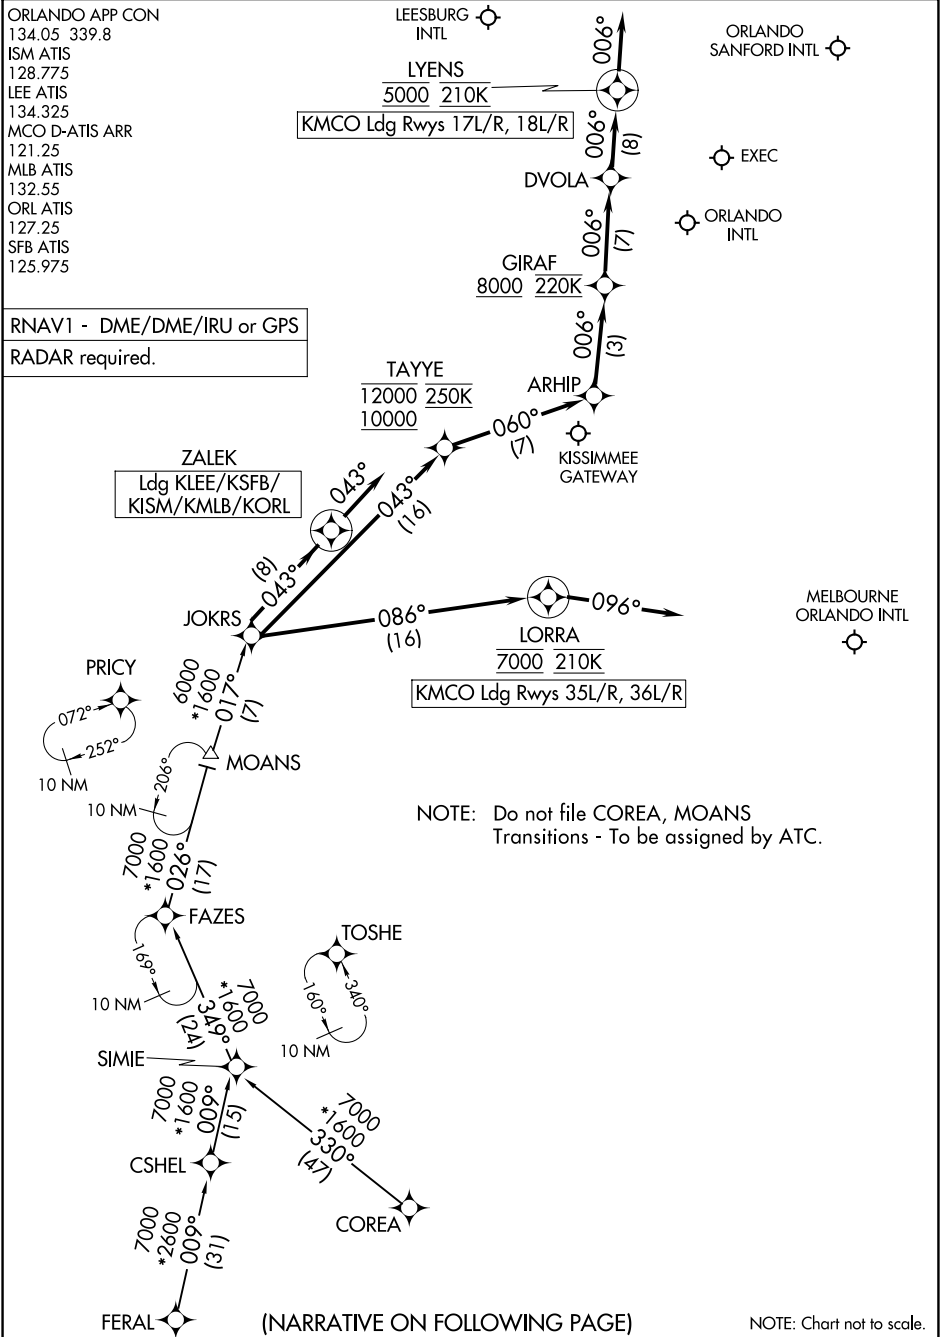 ORLANDO APP CON
134.05 339.8
ISM ATIS
128.775
LEE ATIS
134.325
MCO D-ATIS ARR
121.25
MLB ATIS
132.55
ORL ATIS
127.25
SFB ATIS
125.975
RNAV1 - DME/DME/IRU or GPS
RADAR required.
LEESBURG
INTL
006°
ORLANDO
SANFORD INTL
LYENS
5000 210K
KMCO Ldg Rwys 17L/R, 18L/R
006°
(8)
EXEC
DVOLA
ORLANDO
INTL
006°
(7)
GIRAF
8000 220K
006°
(3)
TAYYE
12000 250K
10000
ARHIP
060°
(7)
KISSIMMEE
GATEWAY
ZALEK
Ldg KLEE/KSFB/
KISM/KMLB/KORL
043°
043°
(16)
(8)
043°
JOKRS
086°
(16)
096°
LORRA
7000 210K
KMCO Ldg Rwys 35L/R, 36L/R
MELBOURNE
ORLANDO INTL
PRICY
072°
252°
10 NM
6000
*1600
017°
(7)
MOANS
206°
10 NM
NOTE: Do not file COREA, MOANS
Transitions - To be assigned by ATC.
7000
*1600
026°
(17)
FAZES
169°
10 NM
TOSHE
340°
160°
10 NM
7000
*1600
349°
(24)
SIMIE
7000
*1600
009°
(15)
7000
*1600
330°
(47)
CSHEL
COREA
7000
*2600
009°
(31)
FERAL
(NARRATIVE ON FOLLOWING PAGE)
NOTE: Chart not to scale.